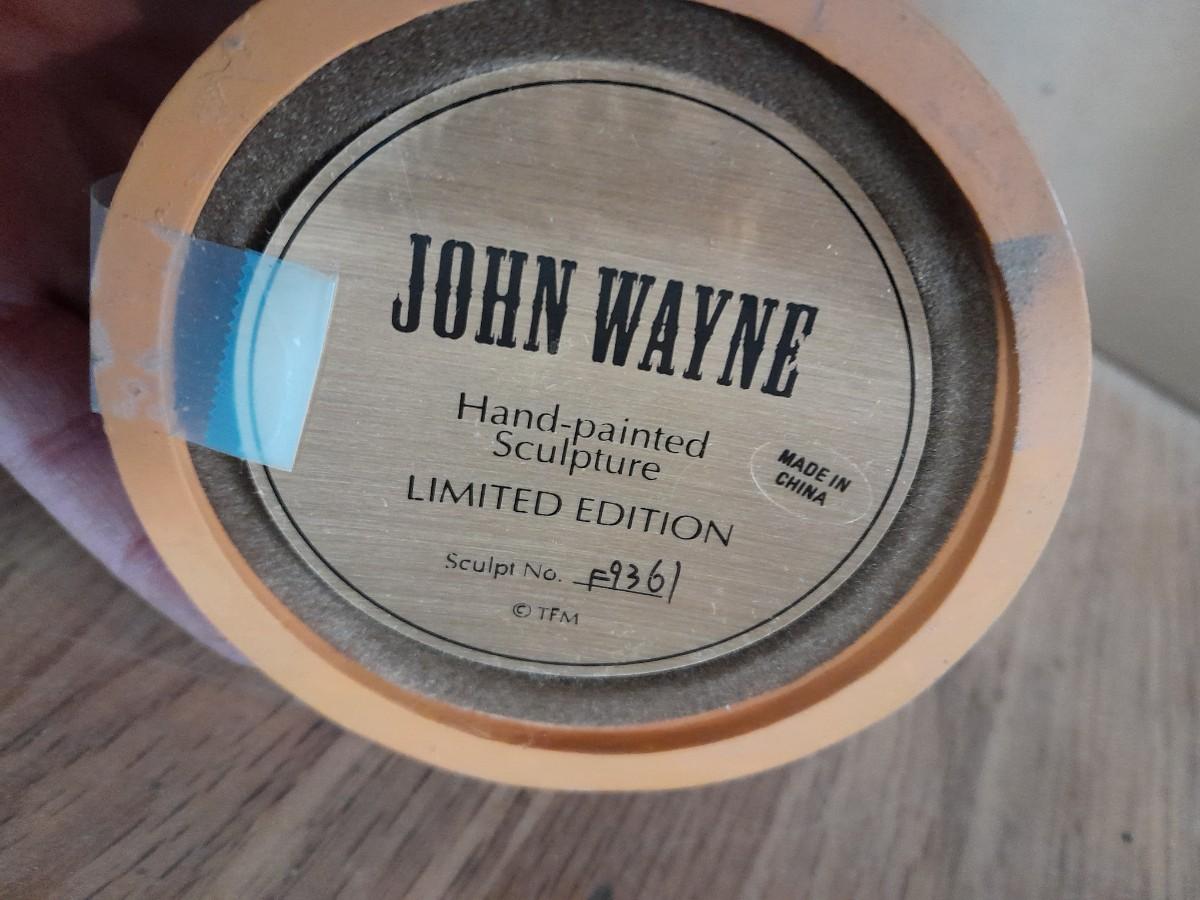 JOHN WAYNE
Hand-painted
Sculpture
MADE IN
CHINA
LIMITED EDITION
Sculpt No. F9361
© TFM